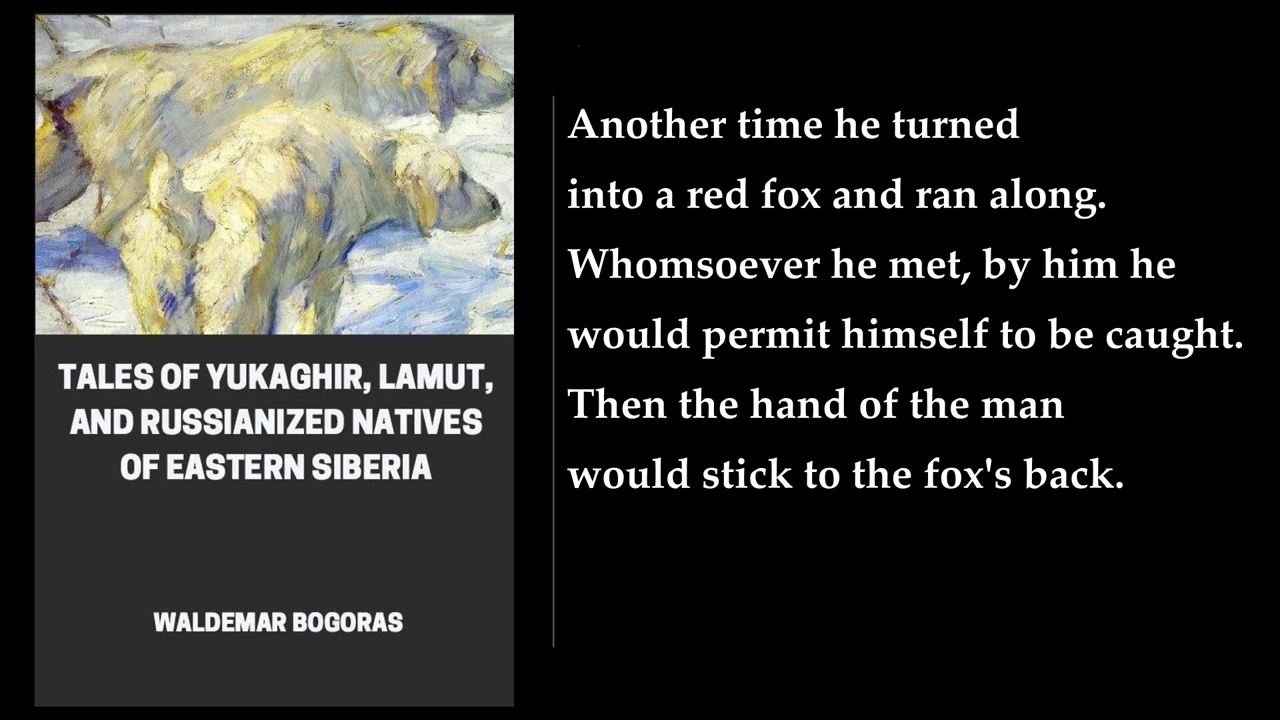 TALES OF YUKAGHIR, LAMUT,
AND RUSSIANIZED NATIVES
OF EASTERN SIBERIA
WALDEMAR BOGORAS
Another time he turned
into a red fox and ran along.
Whomsoever he met, by him he
would permit himself to be caught.
Then the hand of the man
would stick to the fox's back.